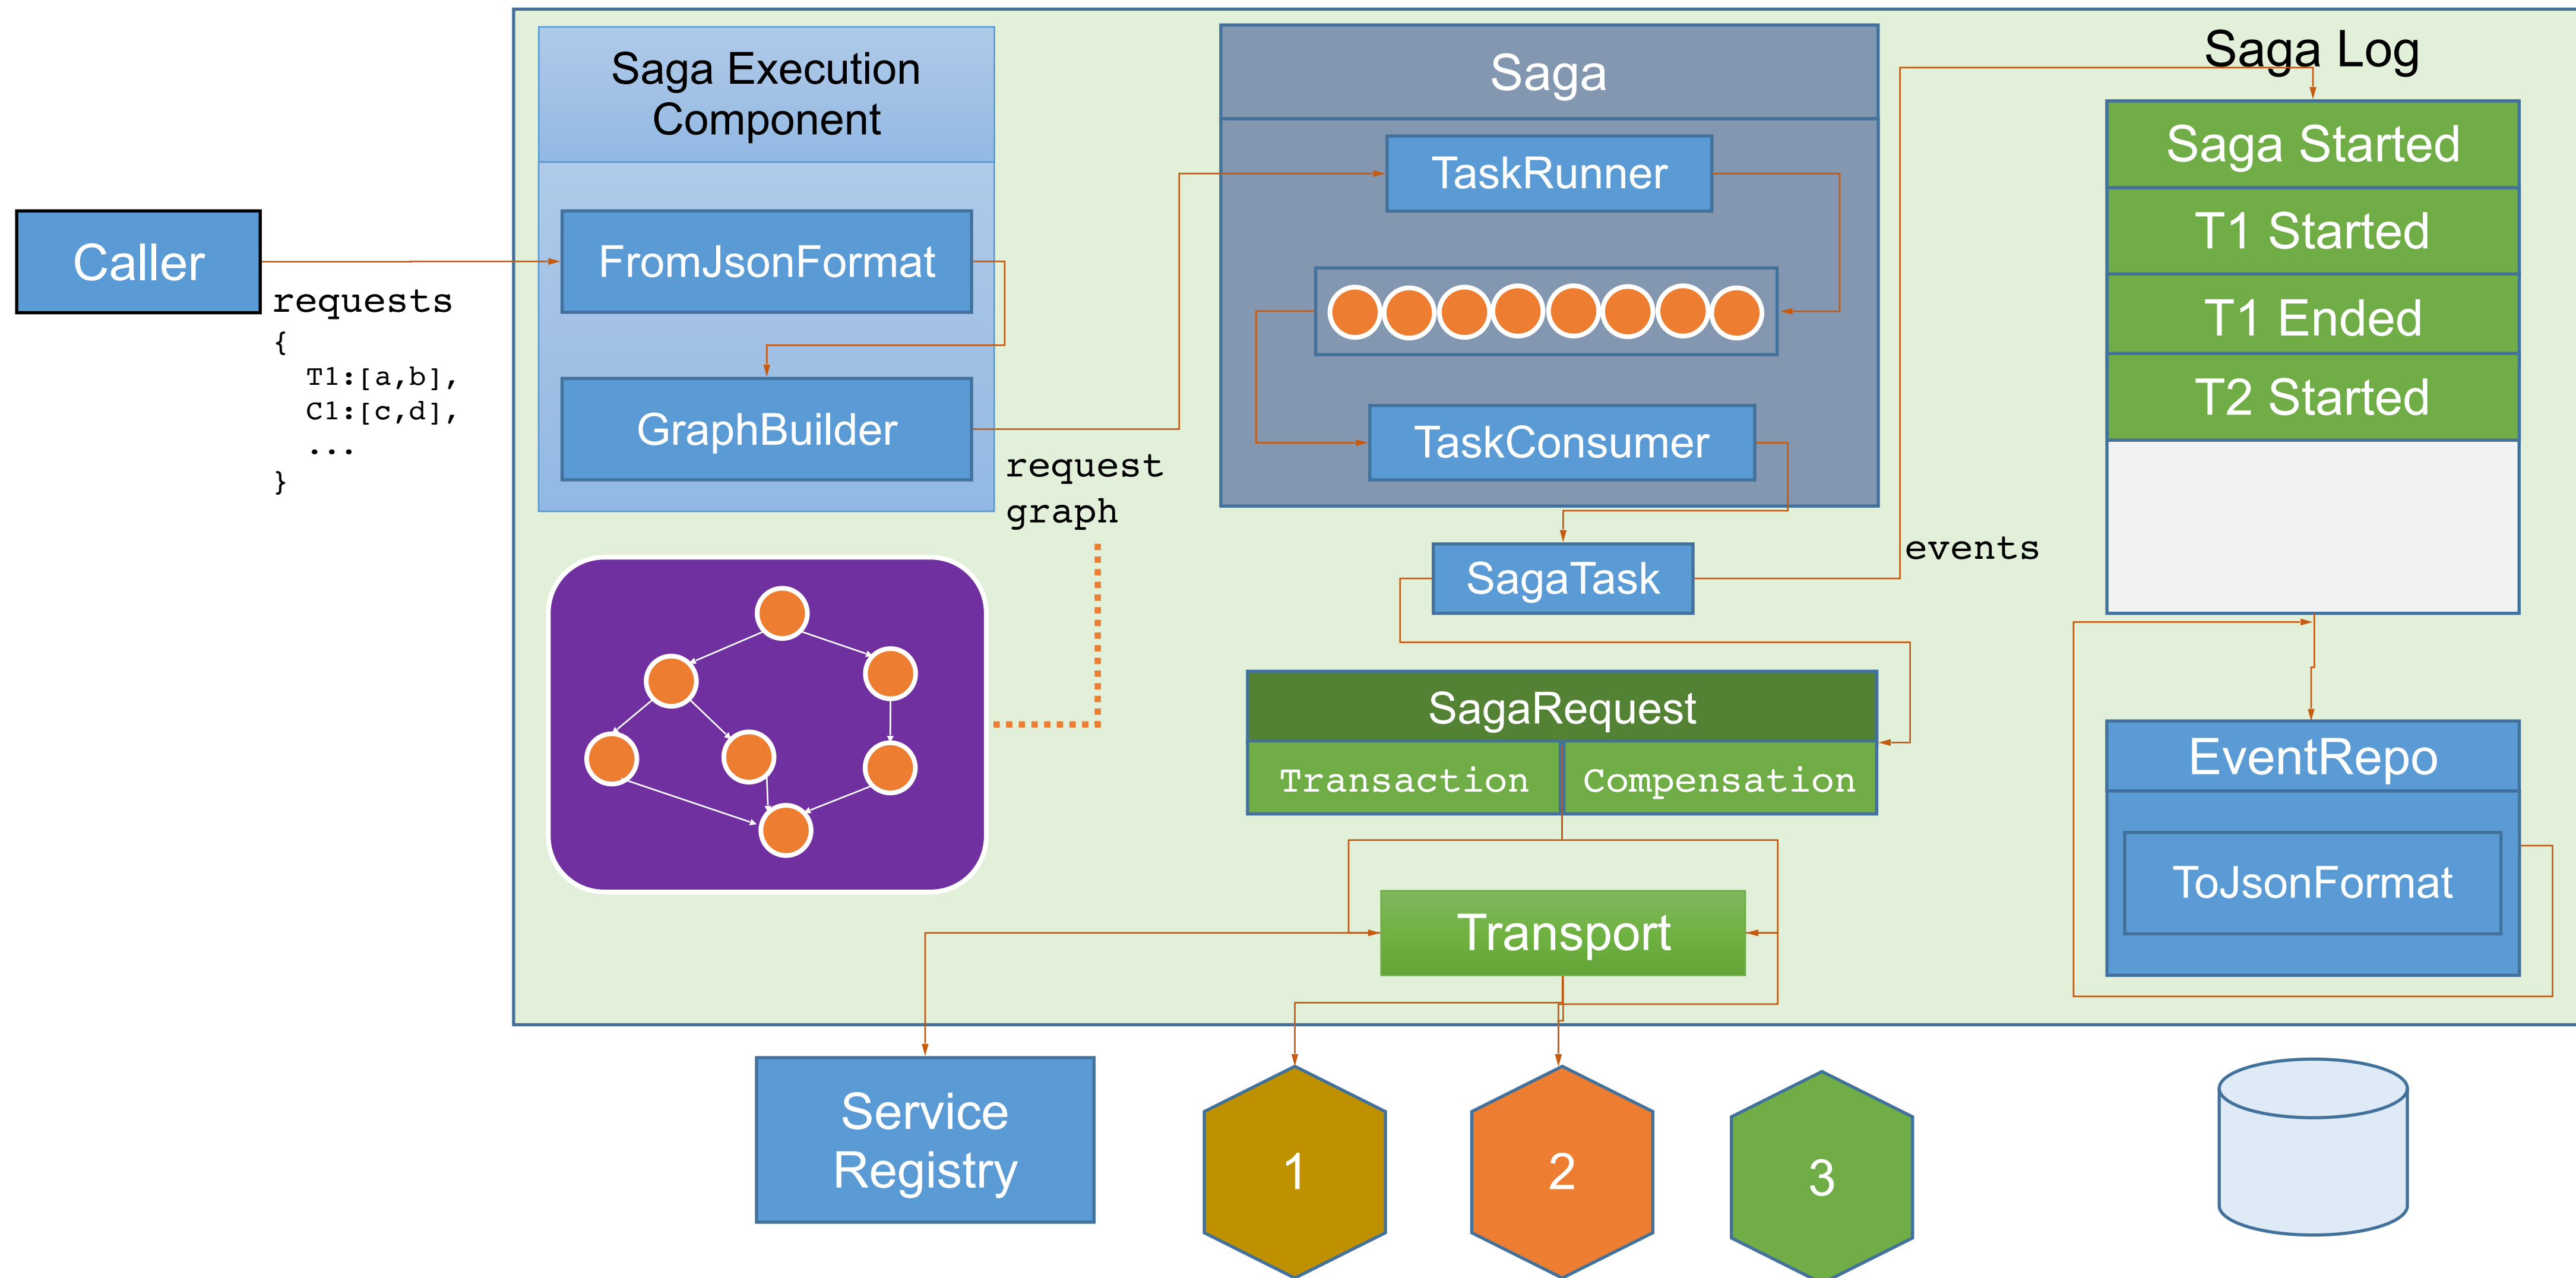 Caller
requests
{
T1:[a,b],
C1:[c,d],
...
}
Saga Execution
Component
FromJsonFormat
GraphBuilder
request
graph
Saga
TaskRunner
TaskConsumer
SagaTask
events
SagaRequest
Transaction
Compensation
Transport
Saga Log
Saga Started
T1 Started
T1 Ended
T2 Started
EventRepo
ToJsonFormat
Service
Registry
1
2
3